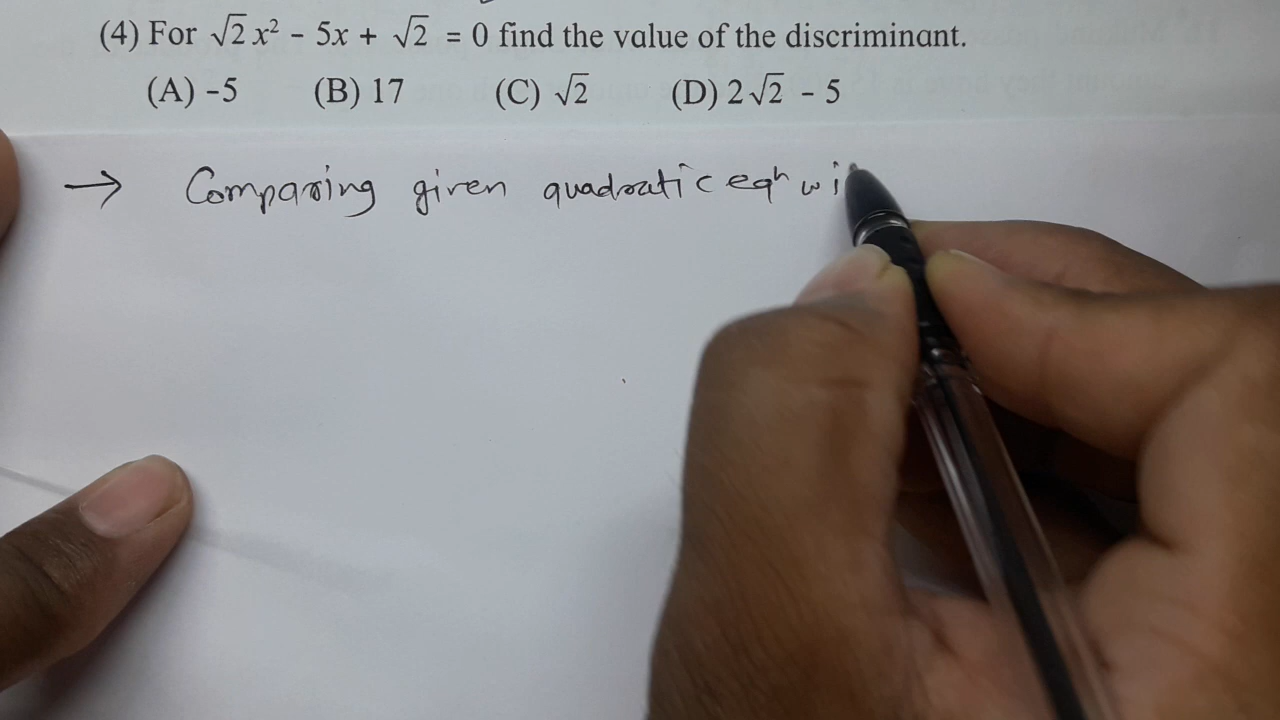 (4) For √2 x² - 5x + √2 = 0 find the value of the discriminant.
(A) -5 (B) 17 (C) √2 (D) 2√2 - 5
→ Comparing given quadratic eqⁿ wi